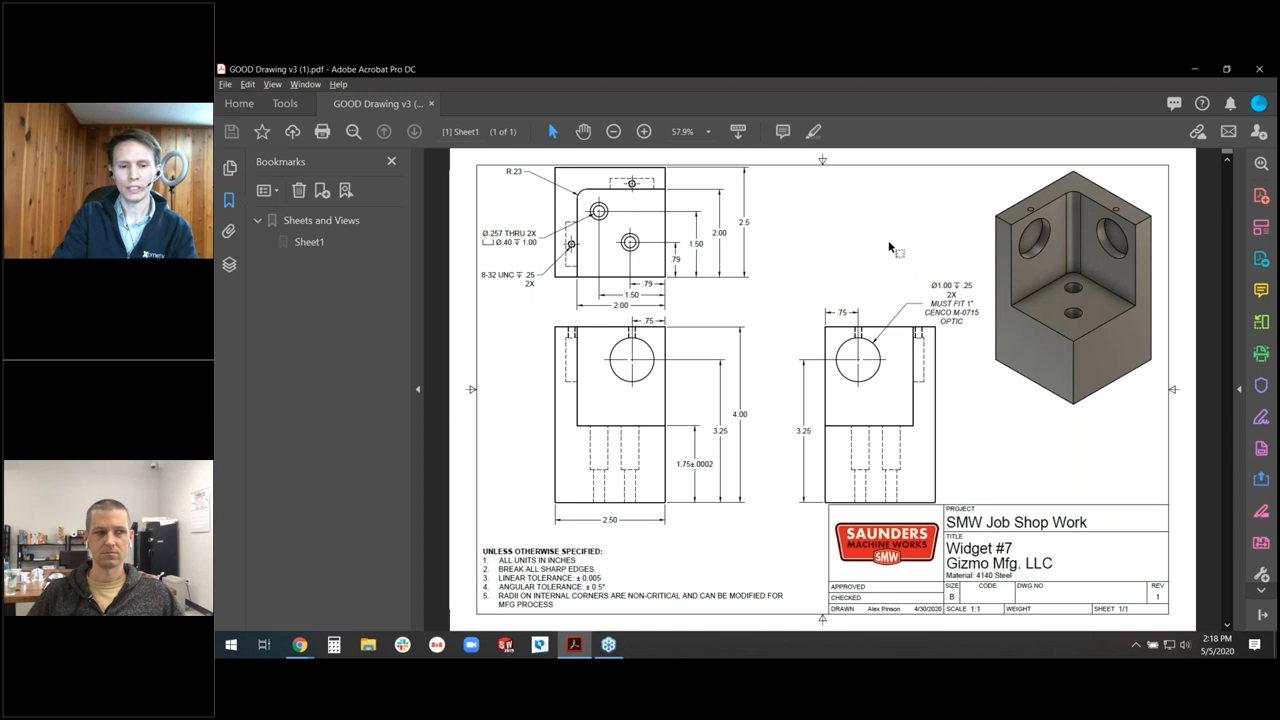 GOOD Drawing v3 (1).pdf - Adobe Acrobat Pro DC
File Edit View Window Help
Home Tools GOOD Drawing v3 (... ×
[1] Sheet1 (1 of 1) 57.9%
Bookmarks
Sheets and Views
Sheet1
R.23
Ø.257 THRU 2X
⌴ Ø.40 ↧ 1.00
8-32 UNC ↧ .25
2X
.79
1.50
2.00
2.5
.79
1.50
2.00
.75
4.00
3.25
1.75±.0002
2.50
.75
3.25
Ø1.00 ↧ .25
2X
MUST FIT 1"
CENCO M-0715
OPTIC
UNLESS OTHERWISE SPECIFIED:
1. ALL UNITS IN INCHES
2. BREAK ALL SHARP EDGES
3. LINEAR TOLERANCE: ± 0.005
4. ANGULAR TOLERANCE: ± 0.5°
5. RADII ON INTERNAL CORNERS ARE NON-CRITICAL AND CAN BE MODIFIED FOR
MFG PROCESS
SAUNDERS
MACHINE WORKS
SMW
PROJECT
SMW Job Shop Work
TITLE
Widget #7
Gizmo Mfg. LLC
Material: 4140 Steel
APPROVED
CHECKED
DRAWN Alex Pinson 4/30/2020
SIZE CODE DWG NO REV
B 1
SCALE 1:1 WEIGHT SHEET 1/1
Xometry
8x8
SW
2019
2:18 PM
5/5/2020